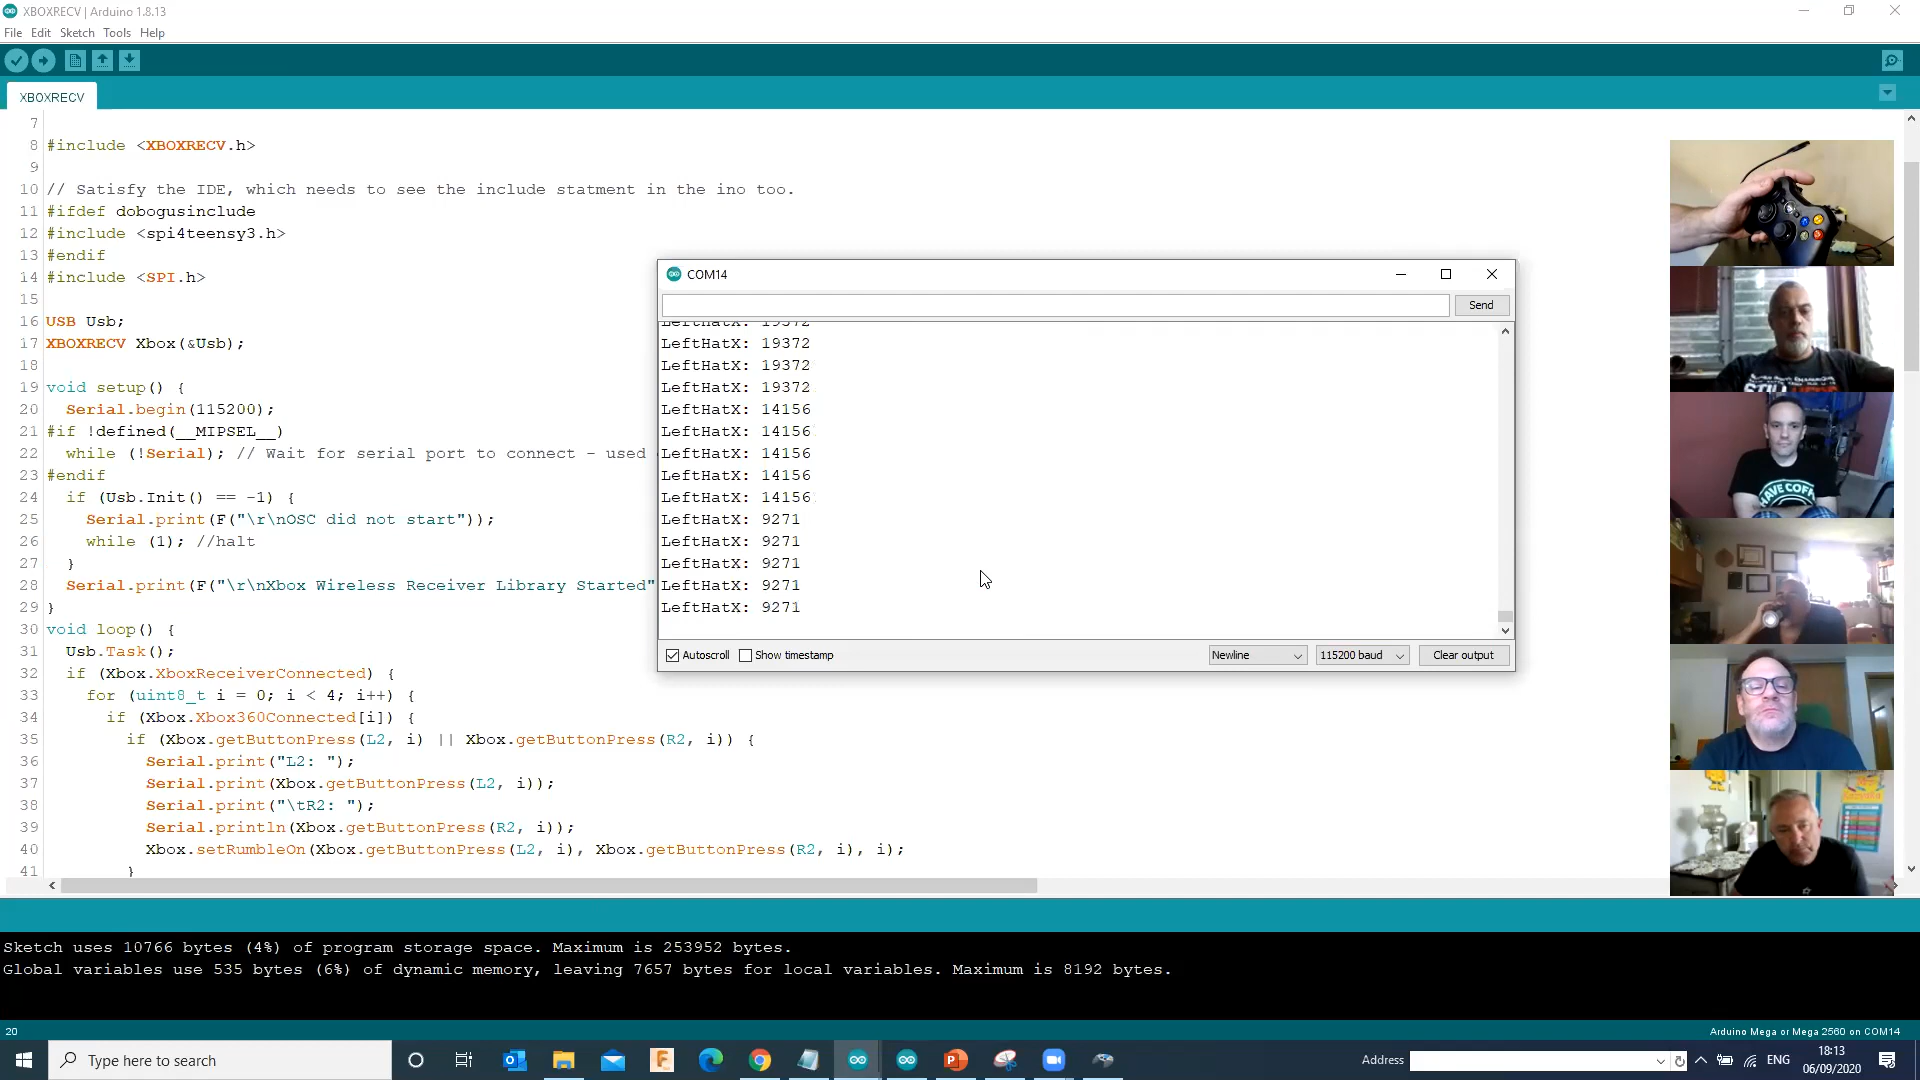 XBOXRECV | Arduino 1.8.13
File Edit Sketch Tools Help
XBOXRECV
7
8 #include <XBOXRECV.h>
9
10 // Satisfy the IDE, which needs to see the include statment in the ino too.
11 #ifdef dobogusinclude
12 #include <spi4teensy3.h>
13 #endif
14 #include <SPI.h>
15
16 USB Usb;
17 XBOXRECV Xbox(&Usb);
18
19 void setup() {
20 Serial.begin(115200);
21 #if !defined(__MIPSEL__)
22 while (!Serial); // Wait for serial port to connect - used
23 #endif
24 if (Usb.Init() == -1) {
25 Serial.print(F("\r\nOSC did not start"));
26 while (1); //halt
27 }
28 Serial.print(F("\r\nXbox Wireless Receiver Library Started"
29 }
30 void loop() {
31 Usb.Task();
32 if (Xbox.XboxReceiverConnected) {
33 for (uint8_t i = 0; i < 4; i++) {
34 if (Xbox.Xbox360Connected[i]) {
35 if (Xbox.getButtonPress(L2, i) || Xbox.getButtonPress(R2, i)) {
36 Serial.print("L2: ");
37 Serial.print(Xbox.getButtonPress(L2, i));
38 Serial.print("\tR2: ");
39 Serial.println(Xbox.getButtonPress(R2, i));
40 Xbox.setRumbleOn(Xbox.getButtonPress(L2, i), Xbox.getButtonPress(R2, i), i);
41 }
COM14
Send
LeftHatX: 19372
LeftHatX: 19372
LeftHatX: 19372
LeftHatX: 19372
LeftHatX: 14156
LeftHatX: 14156
LeftHatX: 14156
LeftHatX: 14156
LeftHatX: 14156
LeftHatX: 9271
LeftHatX: 9271
LeftHatX: 9271
LeftHatX: 9271
LeftHatX: 9271
Autoscroll Show timestamp Newline 115200 baud Clear output
HAVE COFF
Sketch uses 10766 bytes (4%) of program storage space. Maximum is 253952 bytes.
Global variables use 535 bytes (6%) of dynamic memory, leaving 7657 bytes for local variables. Maximum is 8192 bytes.
20
Arduino Mega or Mega 2560 on COM14
Type here to search
Address
ENG
18:13
06/09/2020